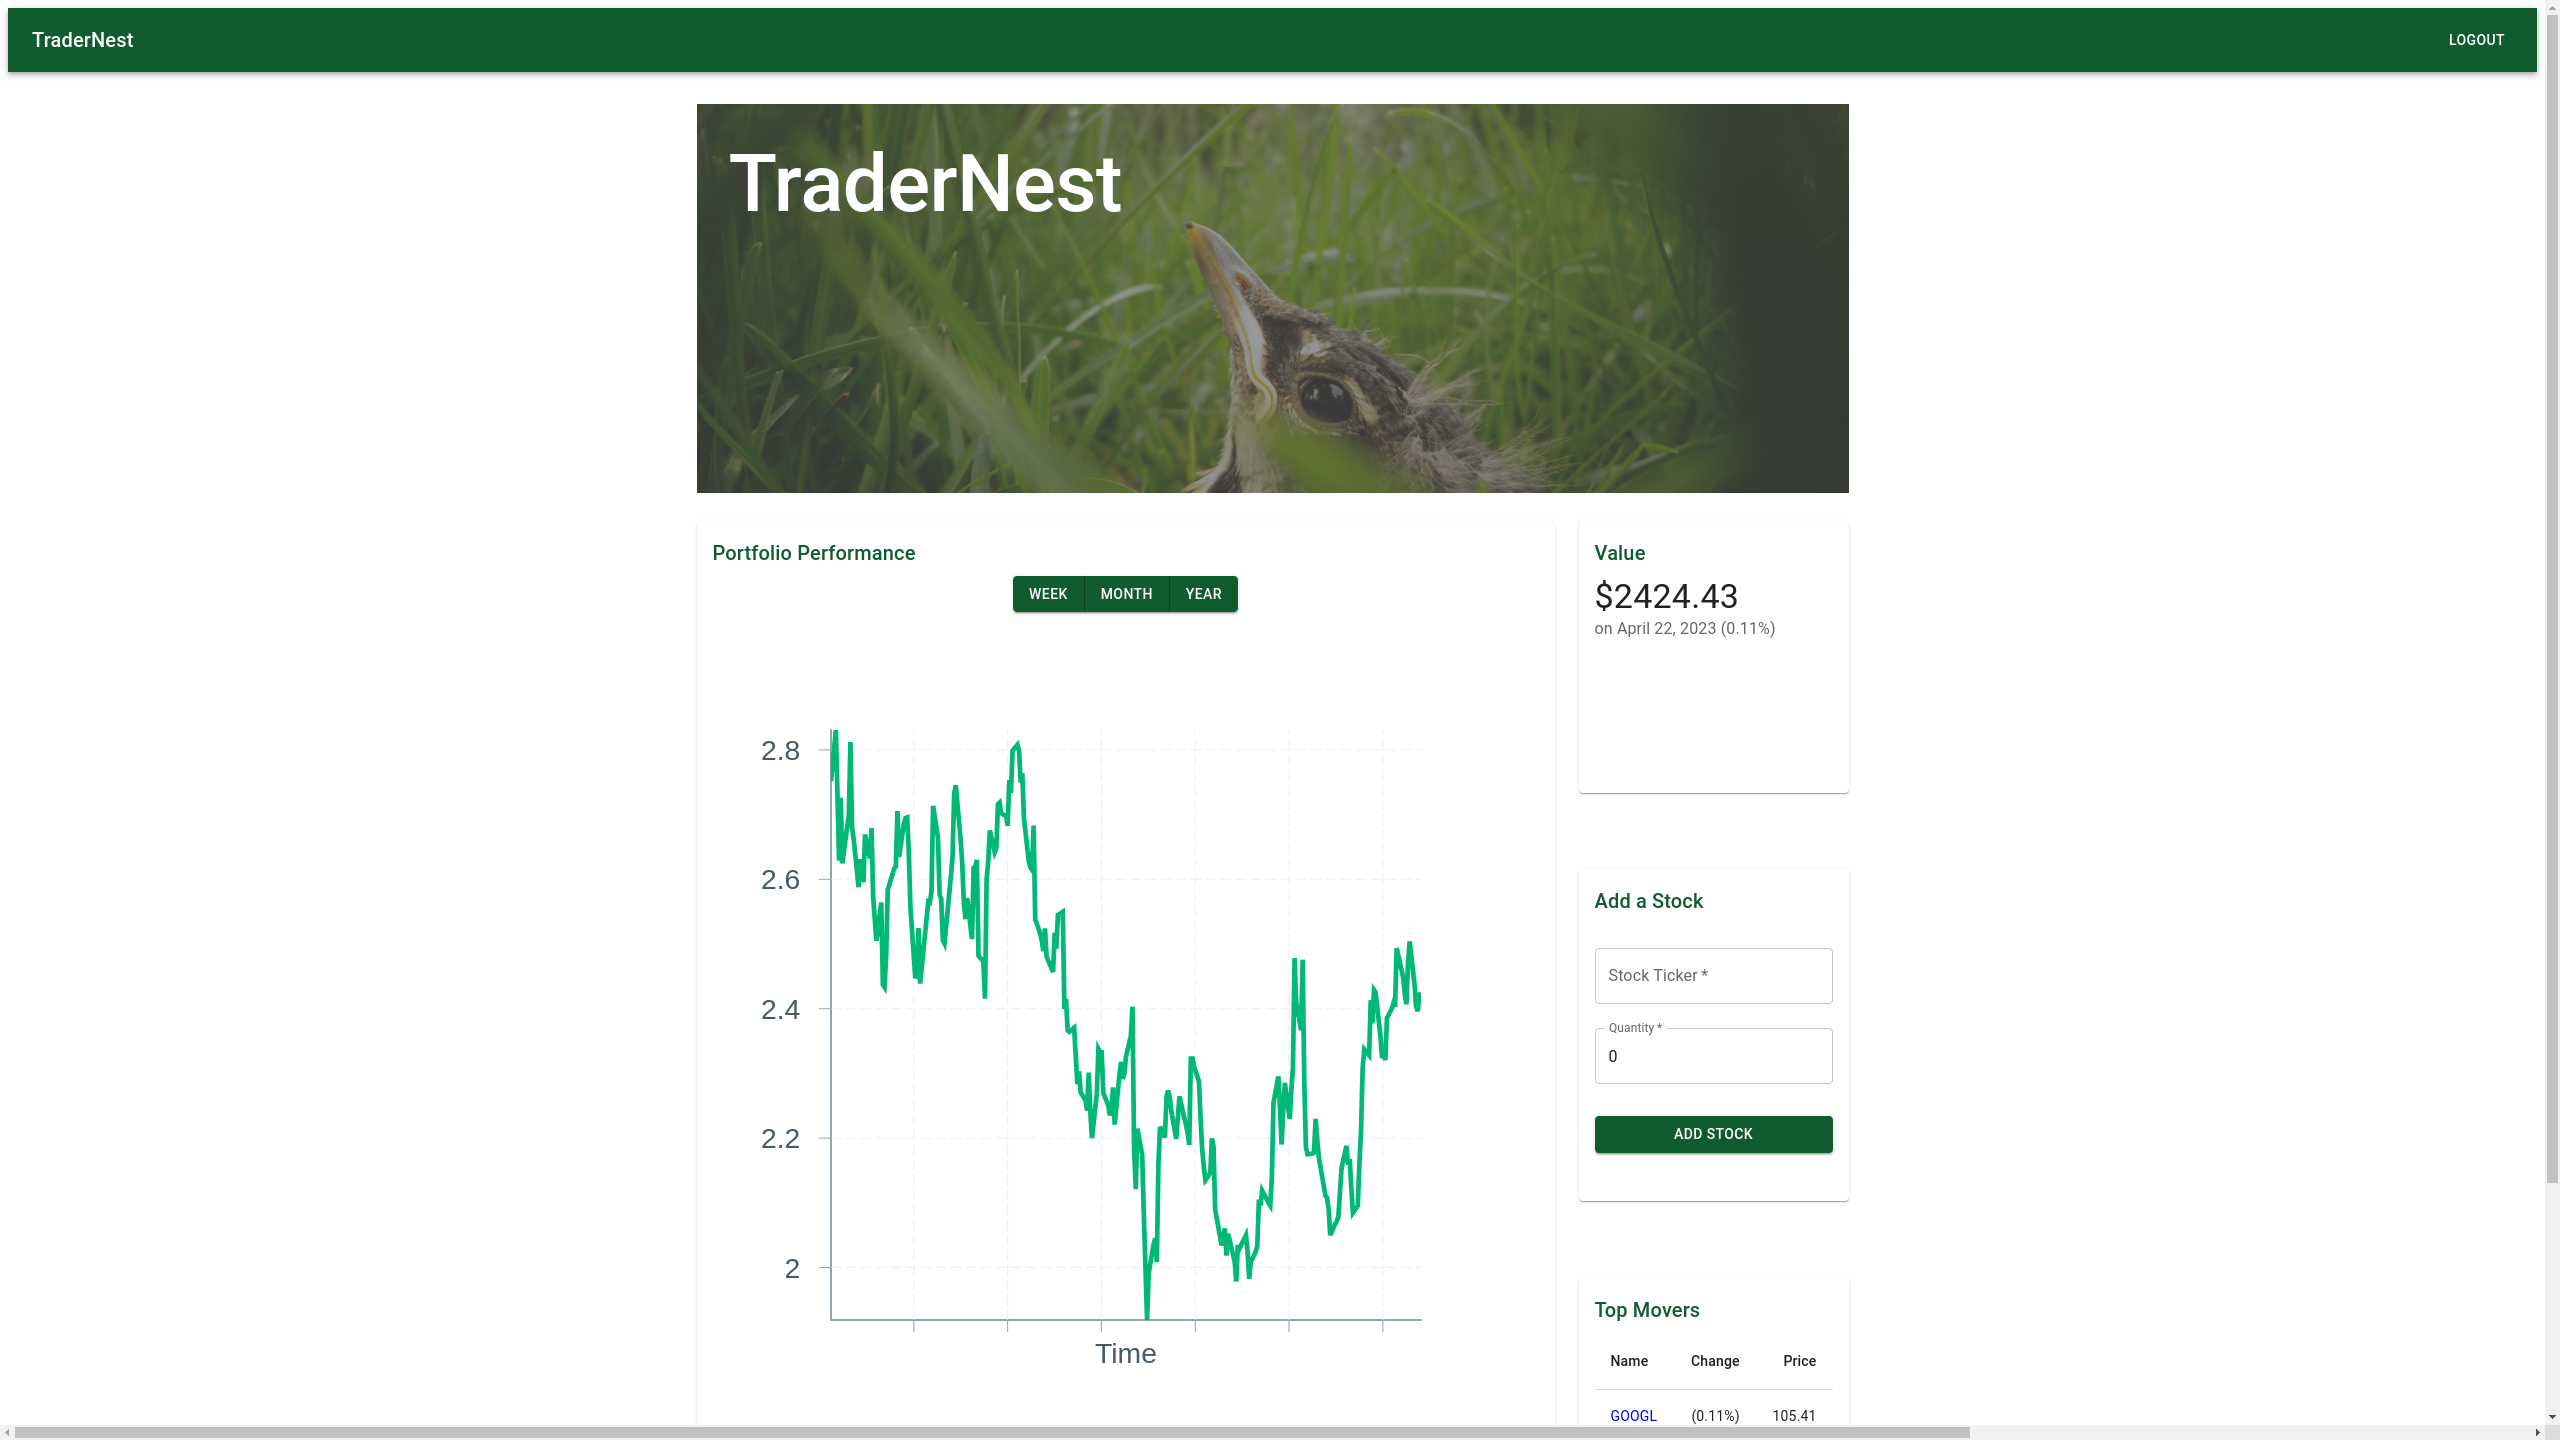 TraderNest
LOGOUT
TraderNest
Portfolio Performance
WEEK MONTH YEAR
2.8
2.6
2.4
2.2
2
Time
Value
$2424.43
on April 22, 2023 (0.11%)
Add a Stock
Stock Ticker *
Quantity *
0
ADD STOCK
Top Movers
Name Change Price
GOOGL (0.11%) 105.41